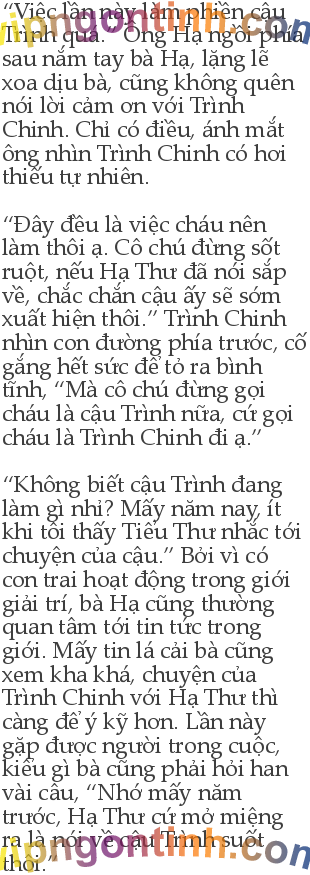 “Việc lần này làm phiền cậu
Trình quá.” Ông Hạ ngồi phía
sau nắm tay bà Hạ, lặng lẽ
xoa dịu bà, cũng không quên
nói lời cảm ơn với Trình
Chinh. Chỉ có điều, ánh mắt
ông nhìn Trình Chinh có hơi
thiếu tự nhiên.
“Đây đều là việc cháu nên
làm thôi ạ. Cô chú đừng sốt
ruột, nếu Hạ Thư đã nói sắp
về, chắc chắn cậu ấy sẽ sớm
xuất hiện thôi.” Trình Chinh
nhìn con đường phía trước, cố
gắng hết sức để tỏ ra bình
tĩnh, “Mà cô chú đừng gọi
cháu là cậu Trình nữa, cứ gọi
cháu là Trình Chinh đi ạ.”
“Không biết cậu Trình đang
làm gì nhỉ? Mấy năm nay, ít
khi tôi thấy Tiểu Thư nhắc tới
chuyện của cậu.” Bởi vì có
con trai hoạt động trong giới
giải trí, bà Hạ cũng thường
quan tâm tới tin tức trong
giới. Mấy tin lá cải bà cũng
xem kha khá, chuyện của
Trình Chinh với Hạ Thư thì
càng để ý kỹ hơn. Lần này
gặp được người trong cuộc,
kiểu gì bà cũng phải hỏi han
vài câu, “Nhớ mấy năm
trước, Hạ Thư cứ mở miệng
ra là nói về cậu Trình suốt
thôi.”
vipngontinh.com
vipngontinh.com